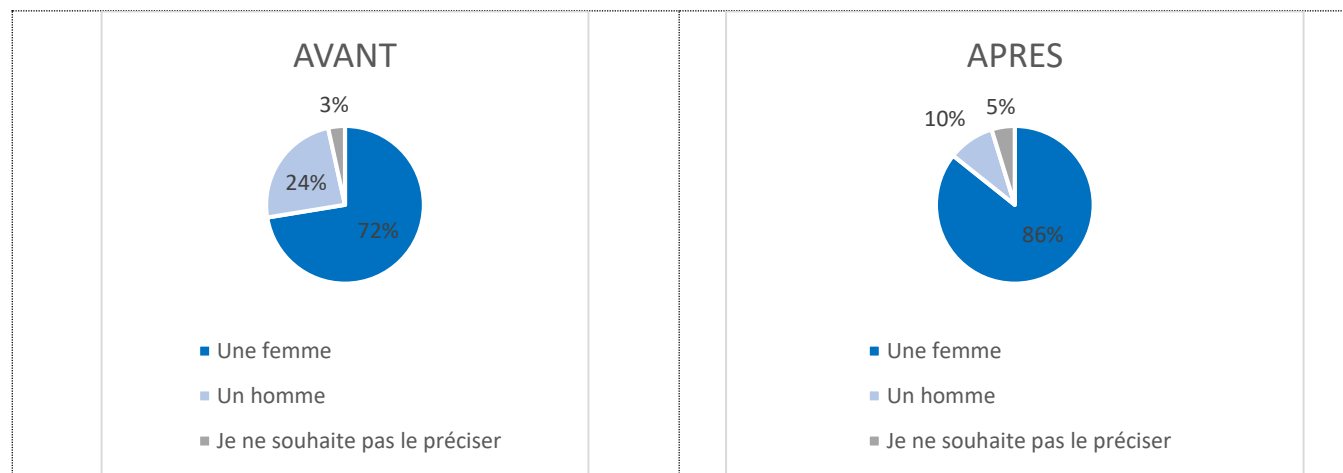 AVANT
3%
24%
72%
Une femme
Un homme
Je ne souhaite pas le préciser
APRES
5%
10%
86%
Une femme
Un homme
Je ne souhaite pas le préciser